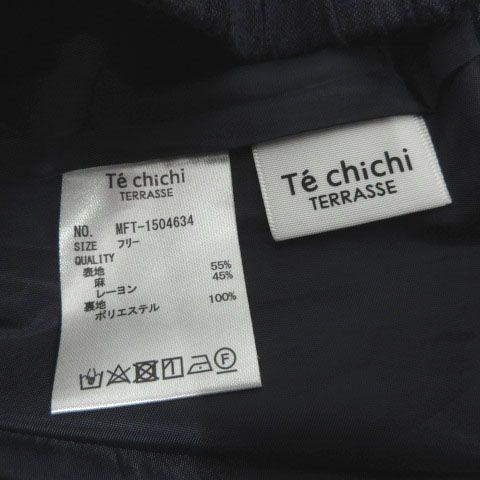 Té chichi
TERRASSE
NO. MFT-1504634
SIZE フリー
QUALITY
表地
麻 55%
レーヨン 45%
裏地
ポリエステル 100%
F
Té chichi
TERRASSE